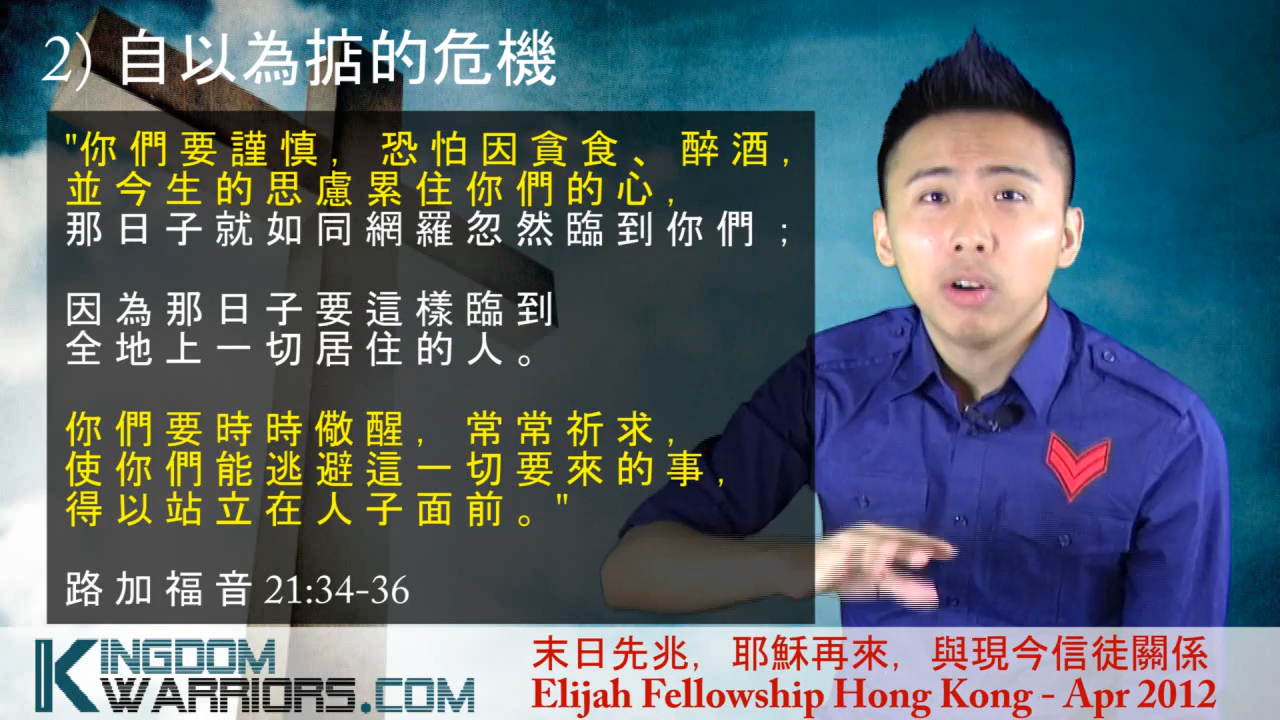 2) 自以為掂的危機
"你們要謹慎, 恐怕因貪食、醉酒,
並今生的思慮累住你們的心,
那日子就如同網羅忽然臨到你們；
因為那日子要這樣臨到
全地上一切居住的人。
你們要時時儆醒, 常常祈求,
使你們能逃避這一切要來的事,
得以站立在人子面前。"
路加福音 21:34-36
KINGDOM
WARRIORS.COM
末日先兆, 耶穌再來, 與現今信徒關係
Elijah Fellowship Hong Kong - Apr 2012